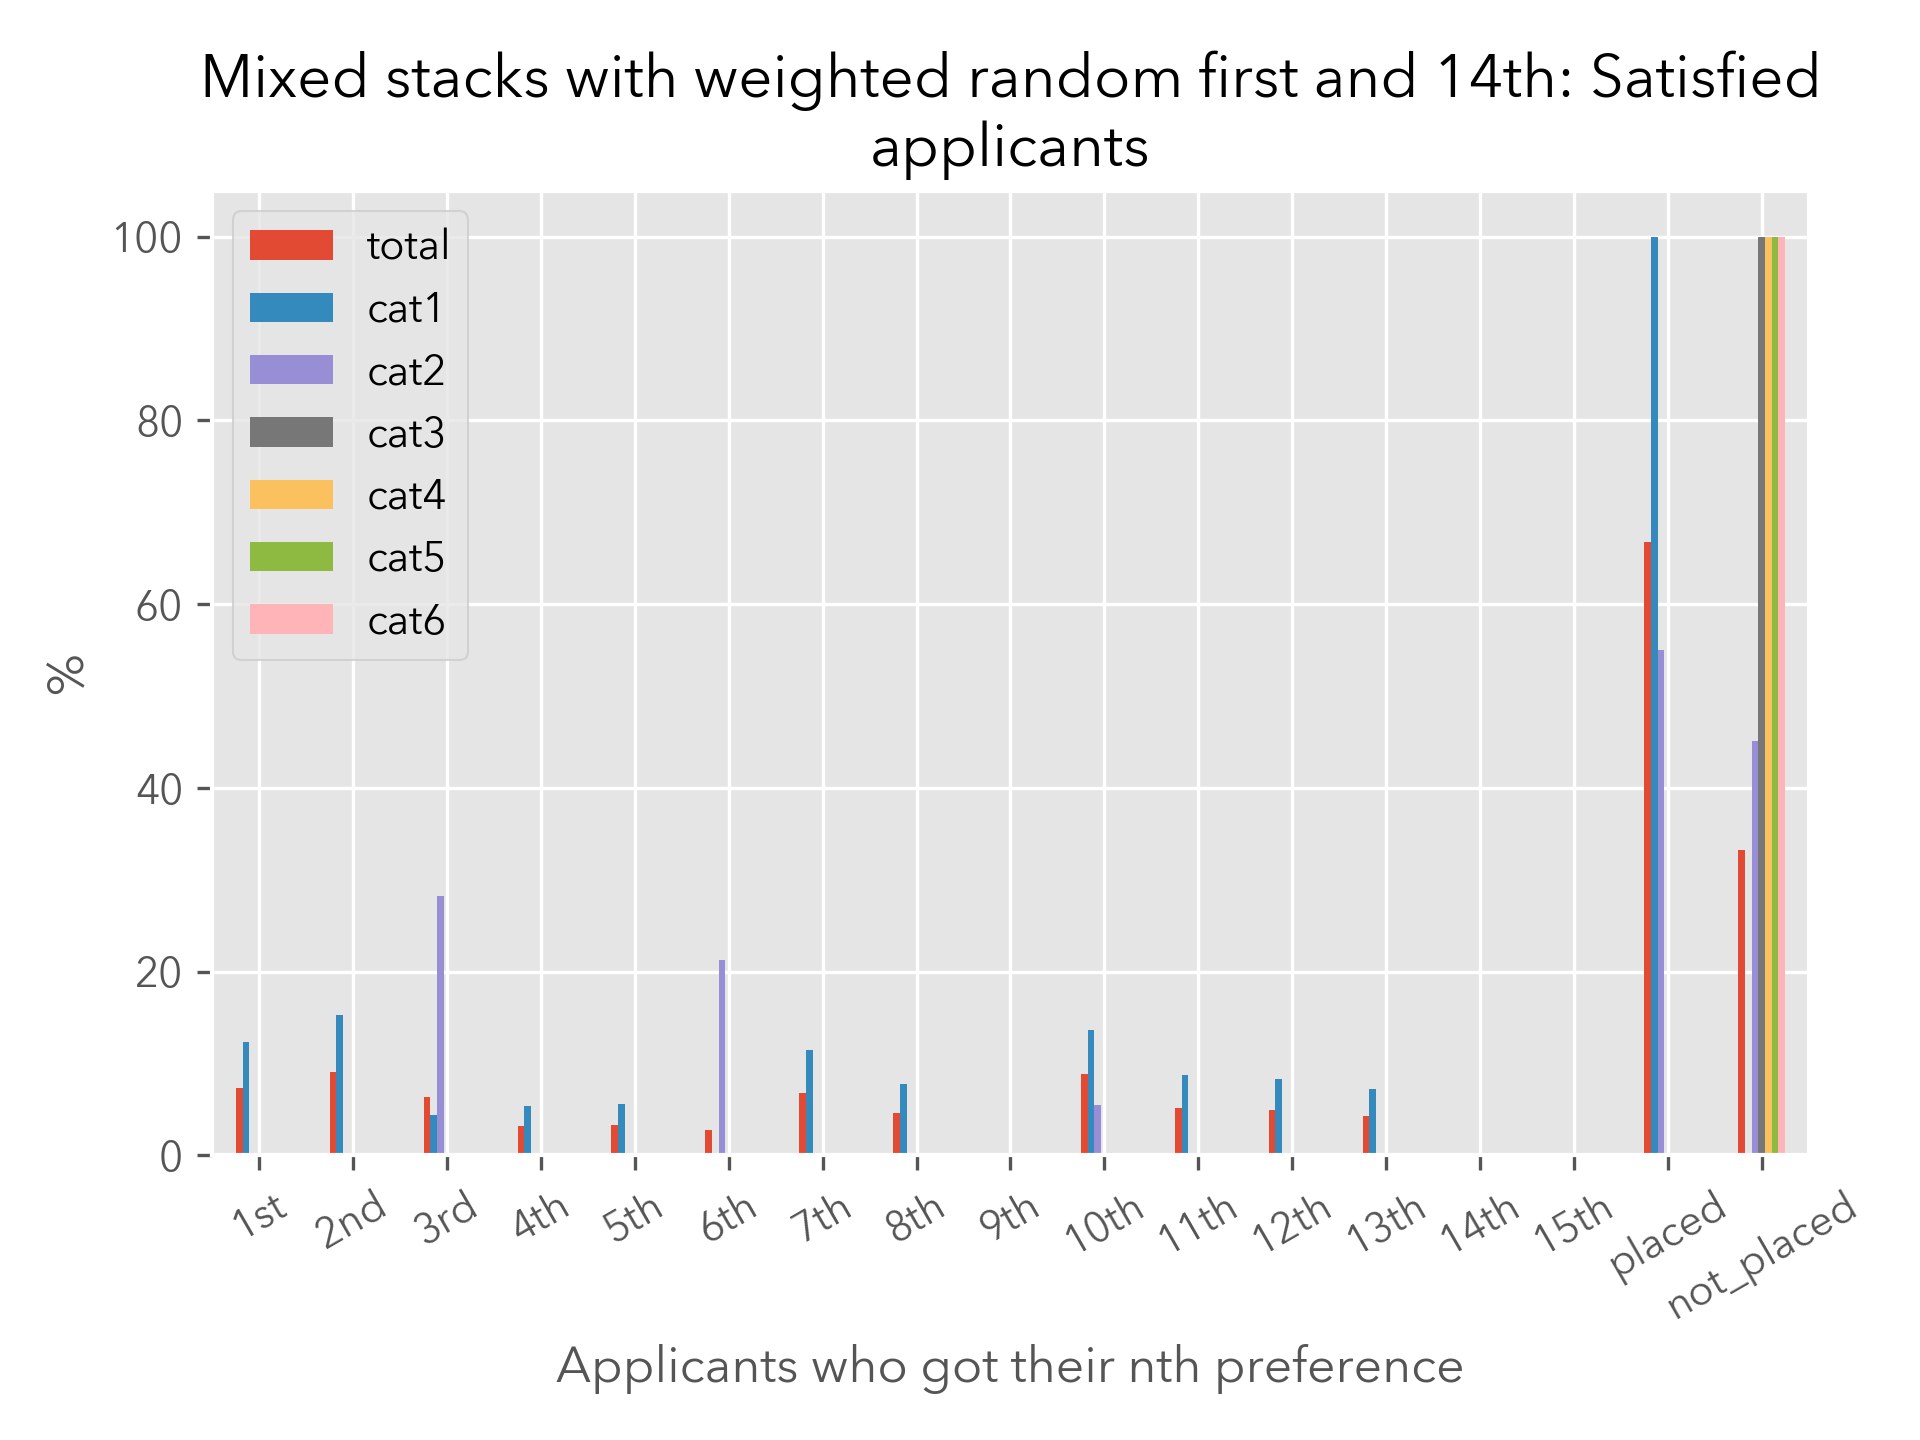 Mixed stacks with weighted random first and 14th: Satisfied
applicants
100
80
60
40
20
0
%
total
cat1
cat2
cat3
cat4
cat5
cat6
1st
2nd
3rd
4th
5th
6th
7th
8th
9th
10th
11th
12th
13th
14th
15th
placed
not_placed
Applicants who got their nth preference